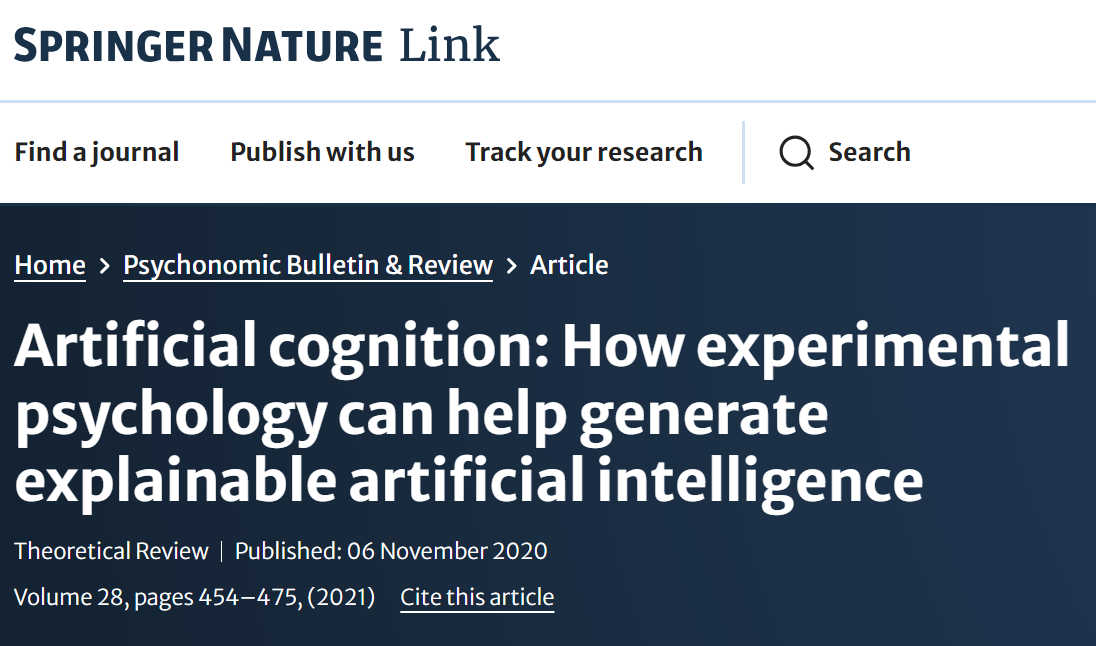 SPRINGER NATURE Link
Find a journal Publish with us Track your research Search
Home > Psychonomic Bulletin & Review > Article
Artificial cognition: How experimental
psychology can help generate
explainable artificial intelligence
Theoretical Review | Published: 06 November 2020
Volume 28, pages 454–475, (2021) Cite this article